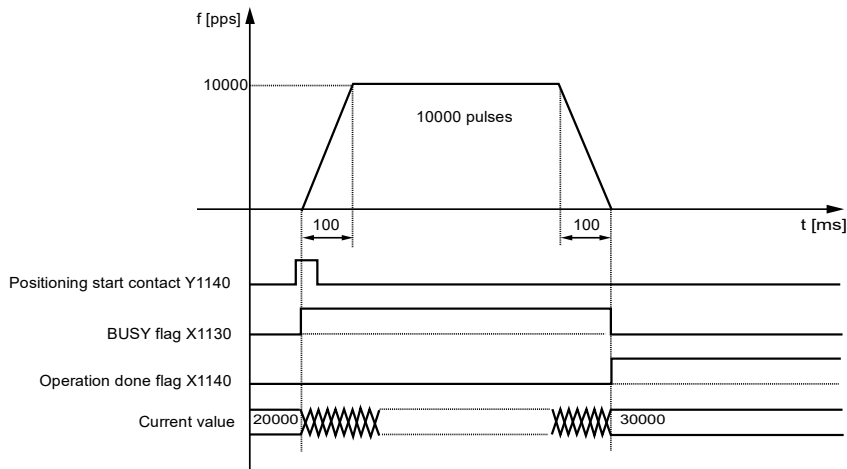 f [pps]
10000
10000 pulses
t [ms]
100
100
Positioning start contact Y1140
BUSY flag X1130
Operation done flag X1140
Current value
20000
30000